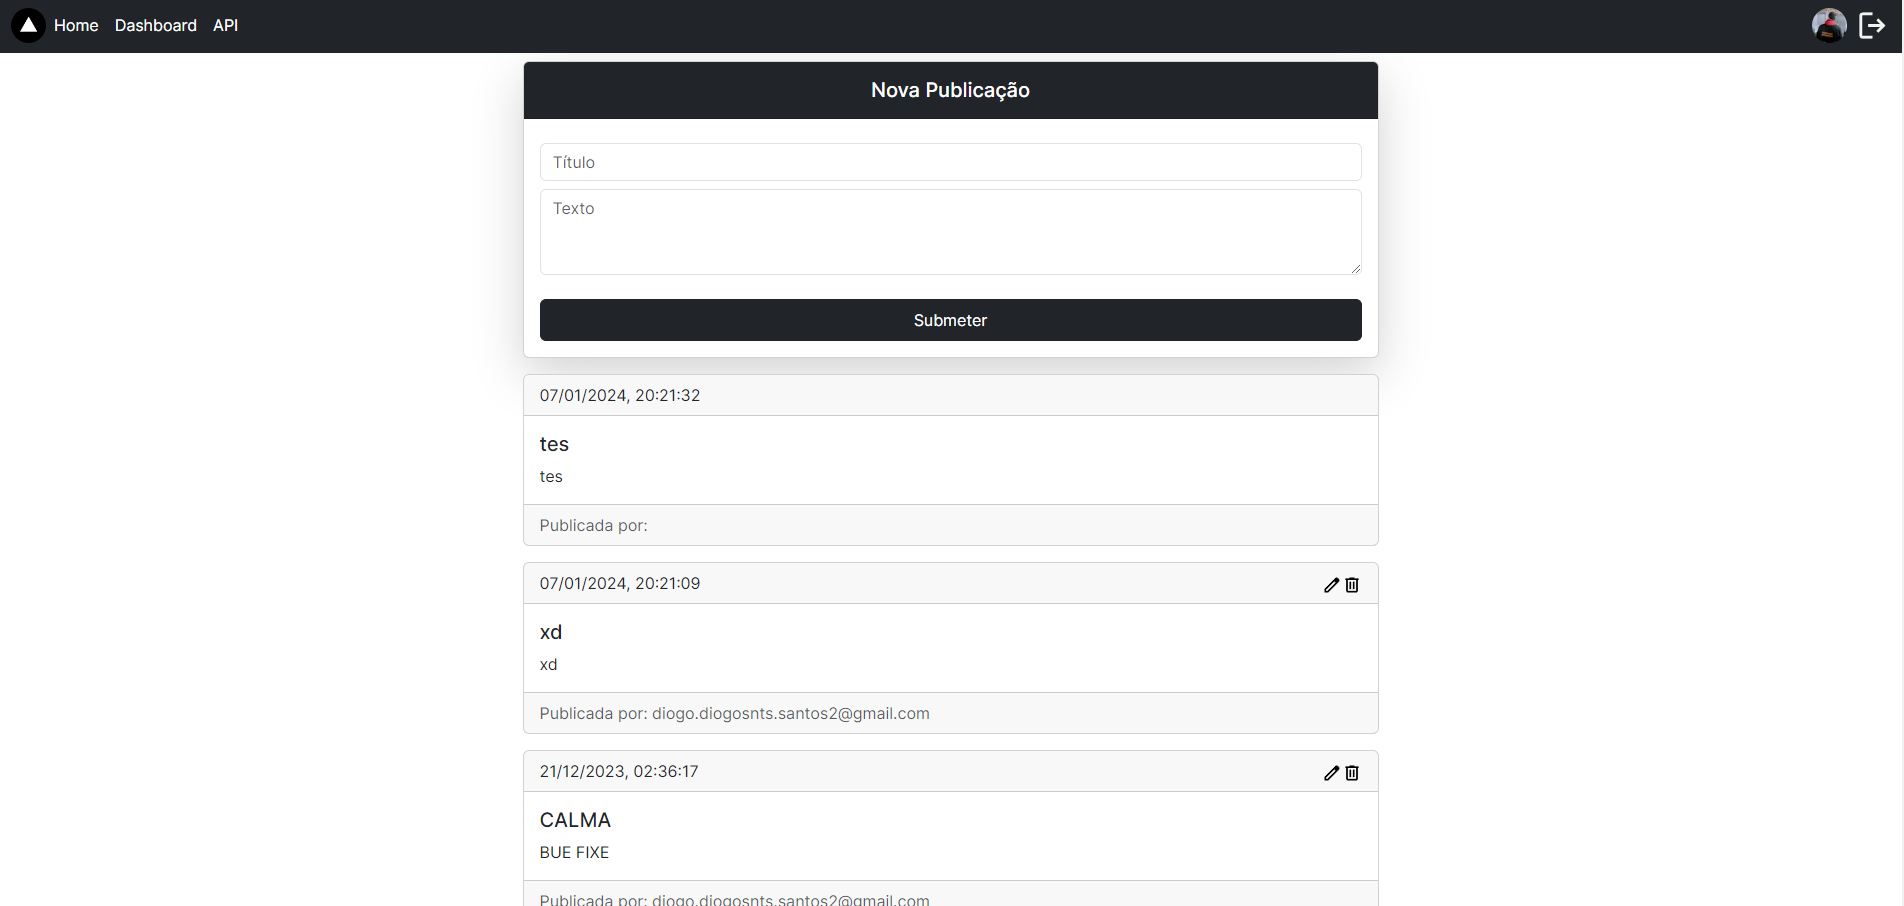 Home Dashboard API
Nova Publicação
Título
Texto
Submeter
07/01/2024, 20:21:32
tes
tes
Publicada por:
07/01/2024, 20:21:09
xd
xd
Publicada por: diogo.diogosnts.santos2@gmail.com
21/12/2023, 02:36:17
CALMA
BUE FIXE
Publicada por: diogo.diogosnts.santos2@gmail.com